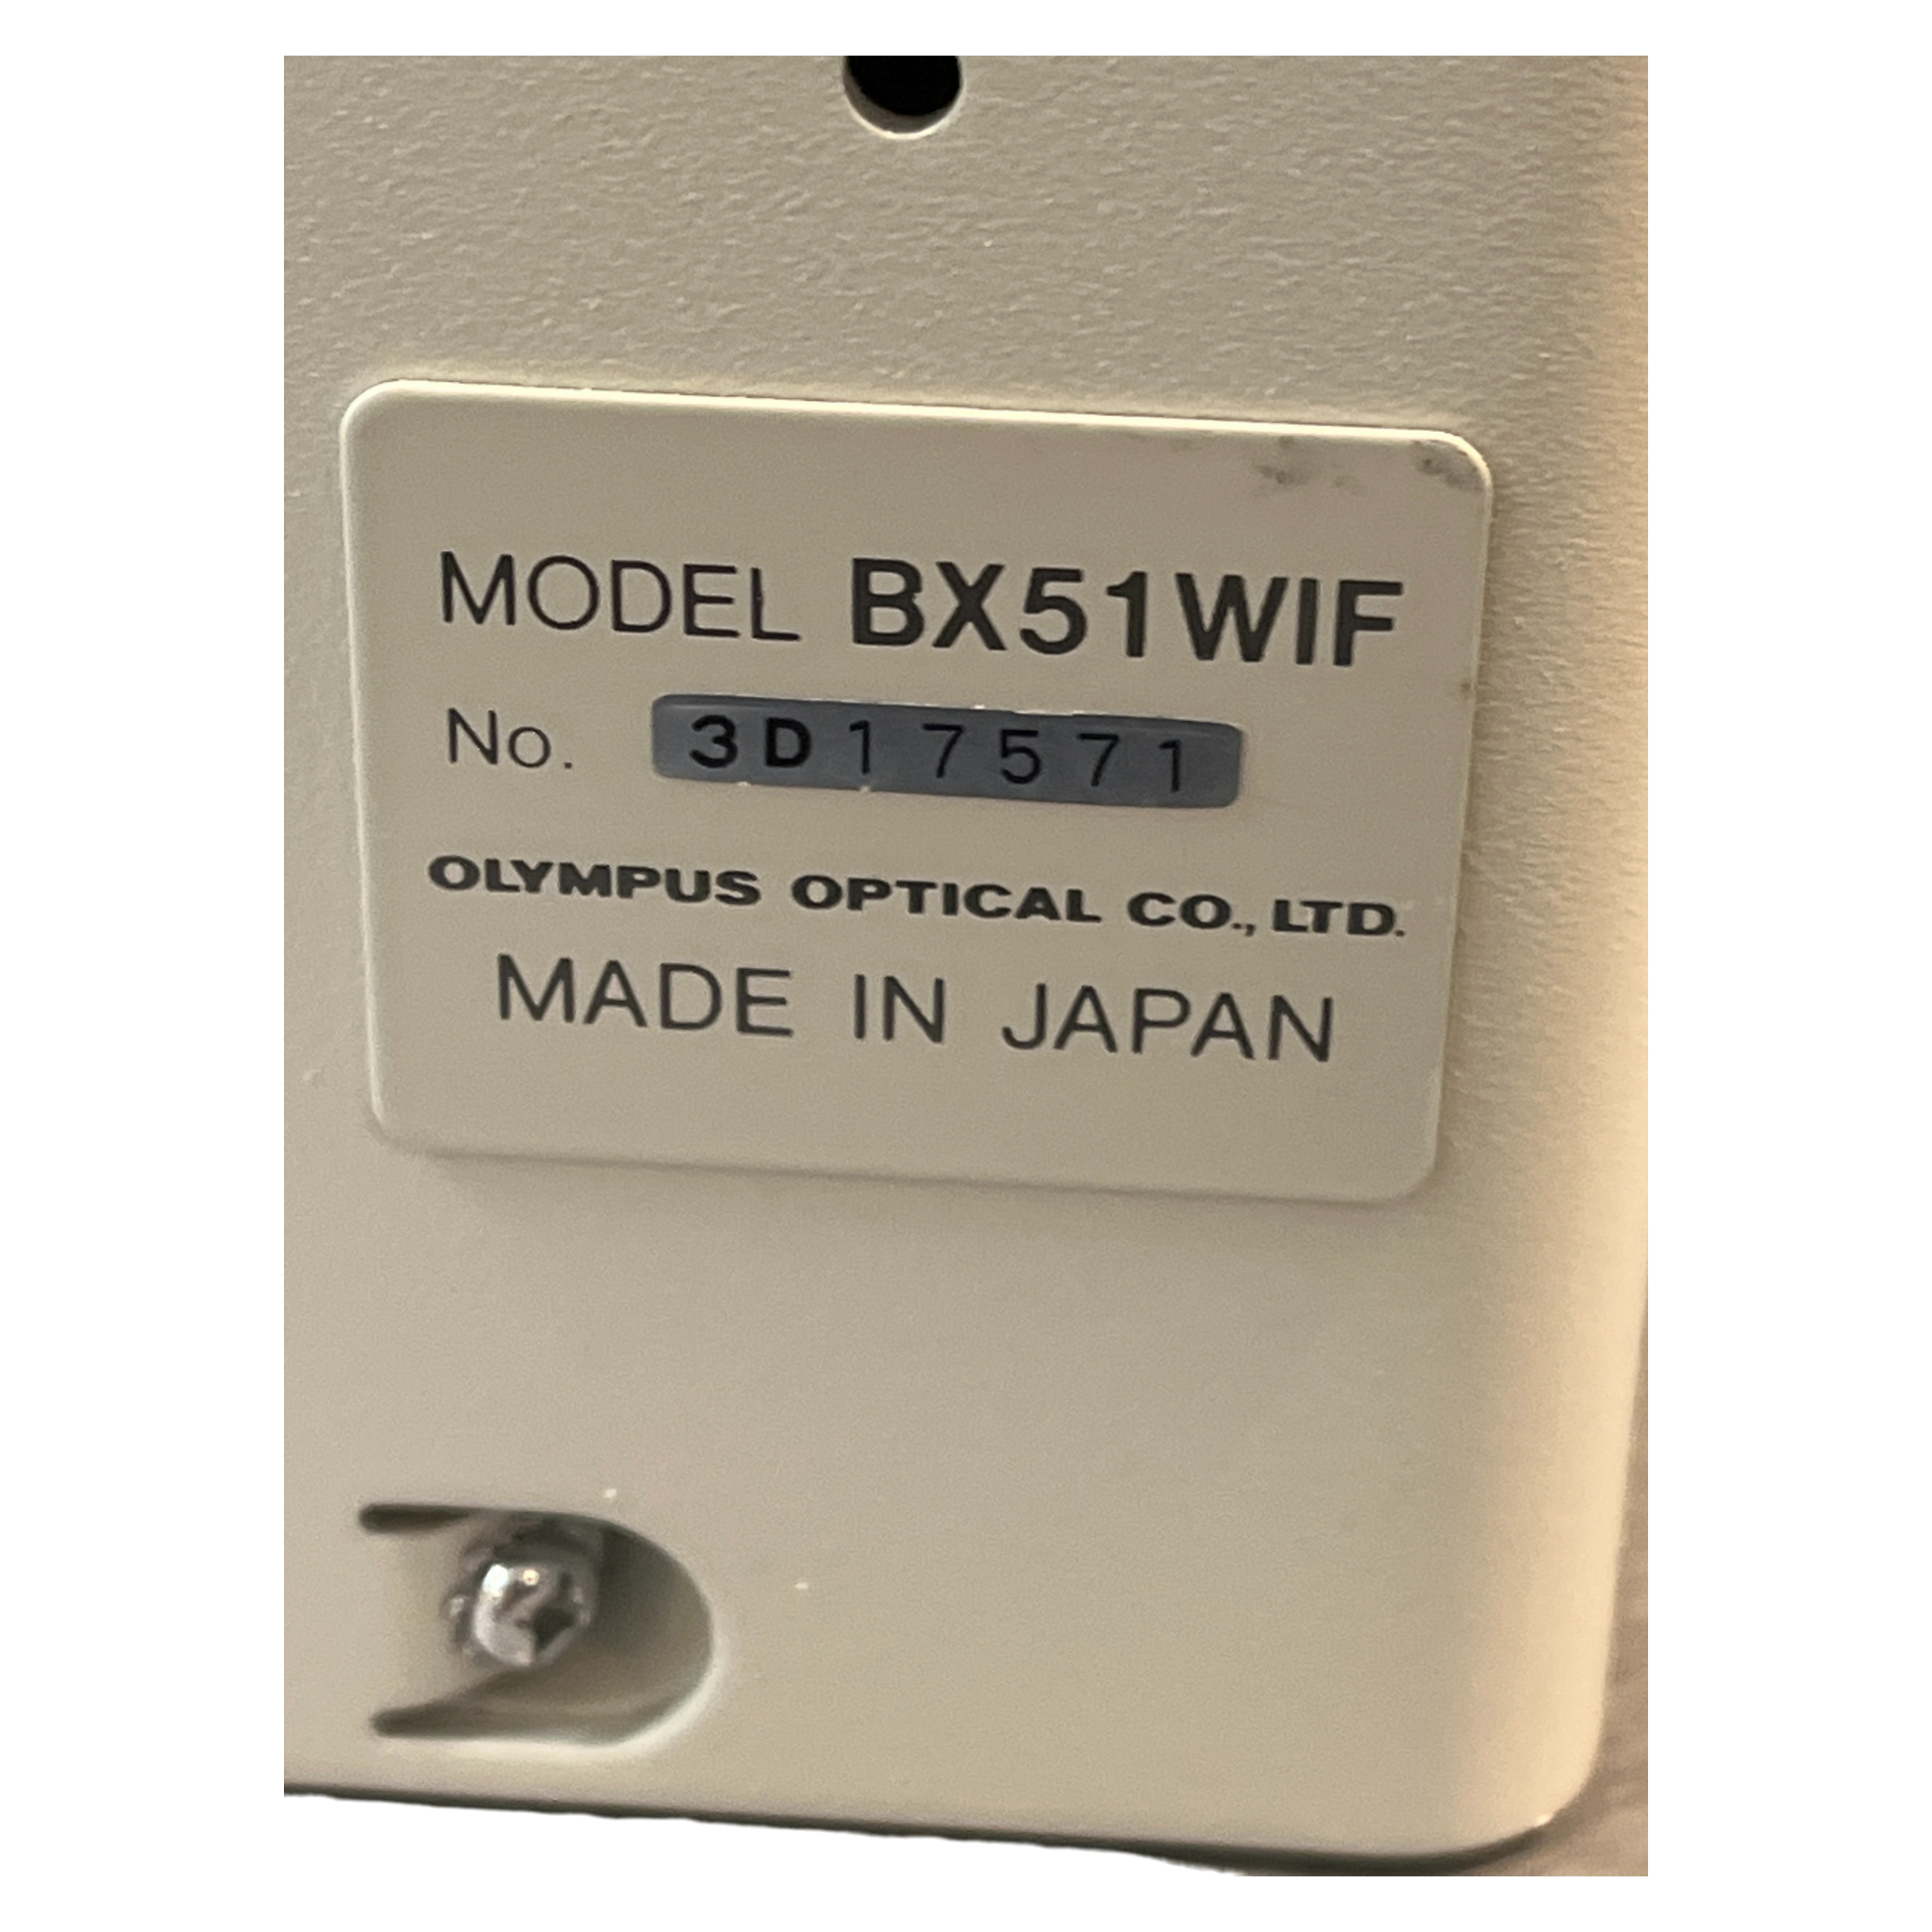 MODEL BX51WIF
No. 3D17571
OLYMPUS OPTICAL CO., LTD.
MADE IN JAPAN